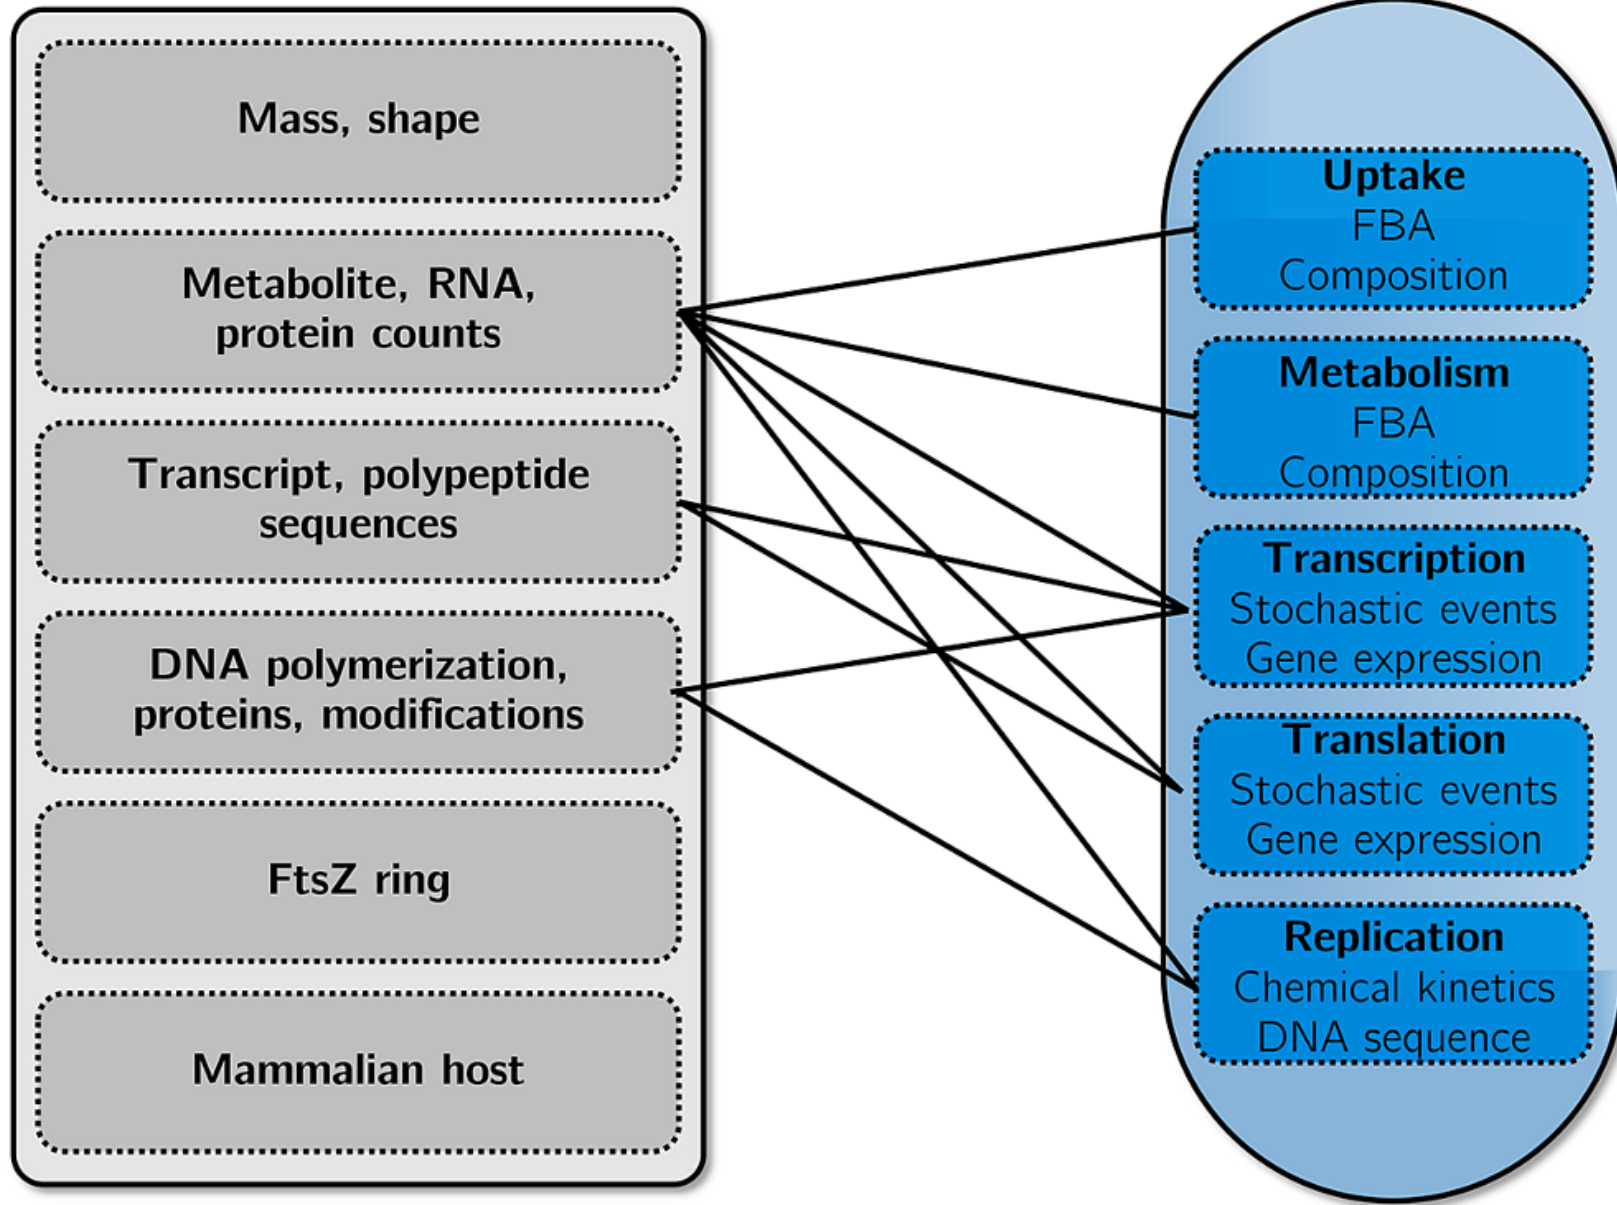 Mass, shape
Metabolite, RNA,
protein counts
Transcript, polypeptide
sequences
DNA polymerization,
proteins, modifications
FtsZ ring
Mammalian host
Uptake
FBA
Composition
Metabolism
FBA
Composition
Transcription
Stochastic events
Gene expression
Translation
Stochastic events
Gene expression
Replication
Chemical kinetics
DNA sequence